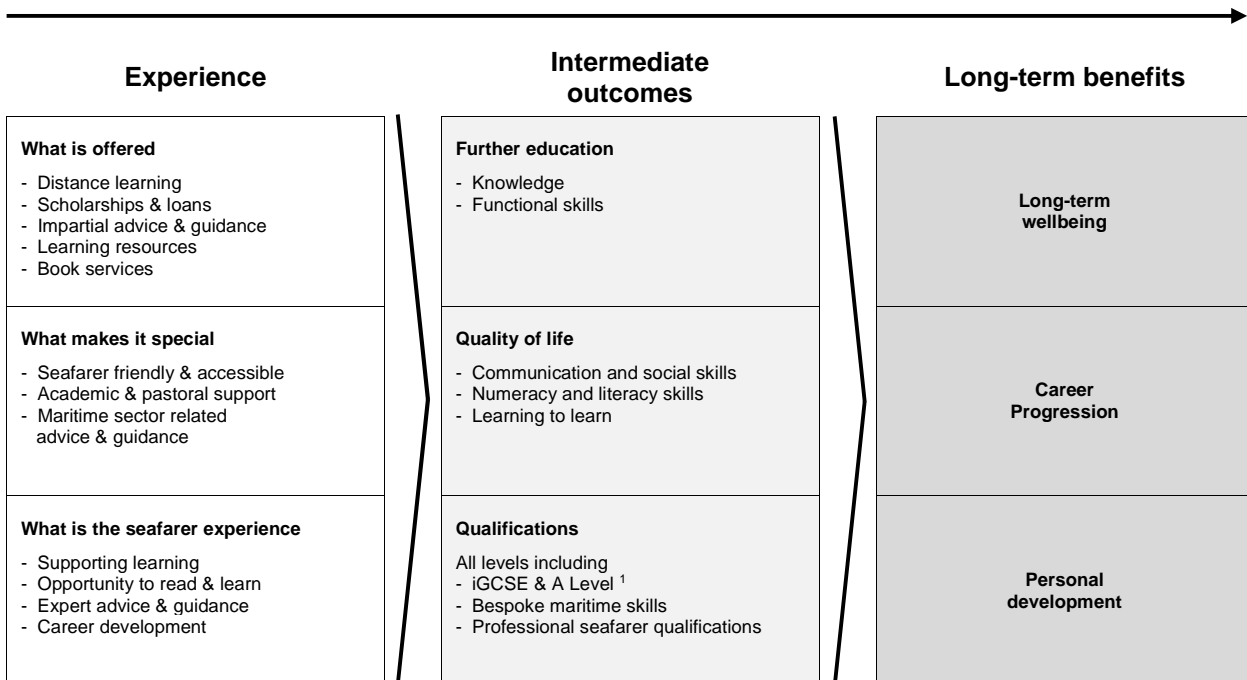 Experience
Intermediate
outcomes
Long-term benefits
What is offered
- Distance learning
- Scholarships & loans
- Impartial advice & guidance
- Learning resources
- Book services
Further education
- Knowledge
- Functional skills
Long-term
wellbeing
What makes it special
- Seafarer friendly & accessible
- Academic & pastoral support
- Maritime sector related
advice & guidance
Quality of life
- Communication and social skills
- Numeracy and literacy skills
- Learning to learn
Career
Progression
What is the seafarer experience
- Supporting learning
- Opportunity to read & learn
- Expert advice & guidance
- Career development
Qualifications
All levels including
- iGCSE & A Level ¹
- Bespoke maritime skills
- Professional seafarer qualifications
Personal
development